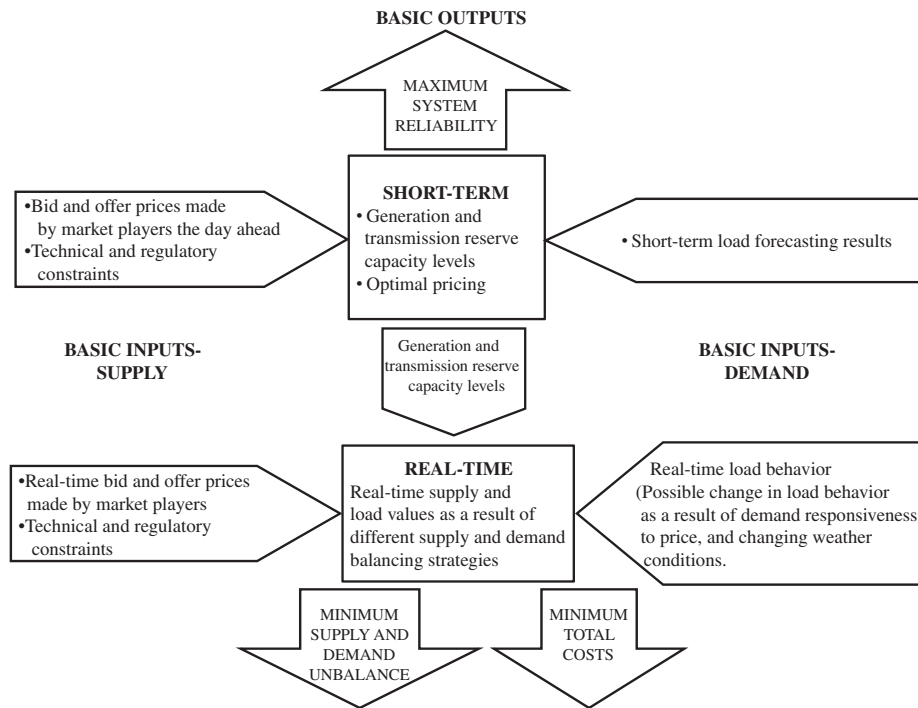 BASIC OUTPUTS
MAXIMUM
SYSTEM
RELIABILITY
•Bid and offer prices made
by market players the day ahead
•Technical and regulatory
constraints
SHORT-TERM
• Generation and
transmission reserve
capacity levels
• Optimal pricing
• Short-term load forecasting results
BASIC INPUTS-
SUPPLY
Generation and
transmission reserve
capacity levels
BASIC INPUTS-
DEMAND
•Real-time bid and offer prices
made by market players
•Technical and regulatory
constraints
REAL-TIME
Real-time supply and
load values as a result of
different supply and demand
balancing strategies
Real-time load behavior
(Possible change in load behavior
as a result of demand responsiveness
to price, and changing weather
conditions.
MINIMUM
SUPPLY AND
DEMAND
UNBALANCE
MINIMUM
TOTAL
COSTS